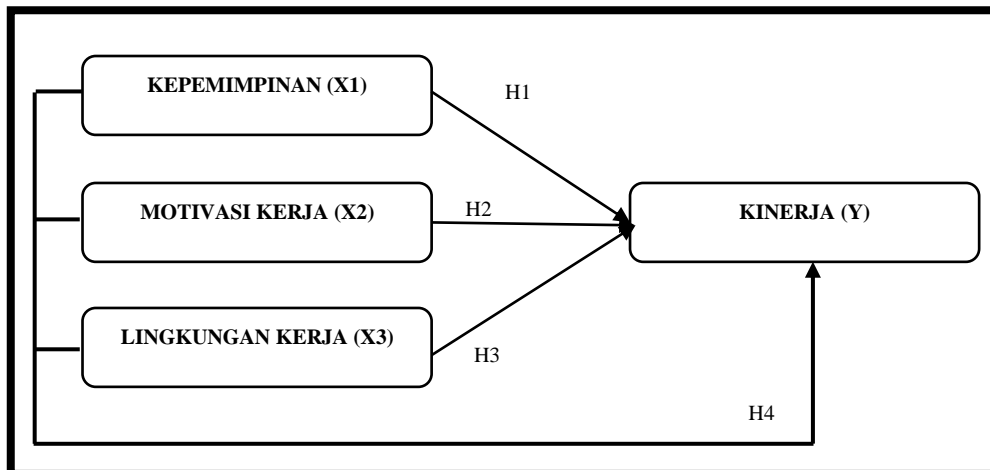 KEPEMIMPINAN (X1)
H1
MOTIVASI KERJA (X2)
H2
KINERJA (Y)
LINGKUNGAN KERJA (X3)
H3
H4